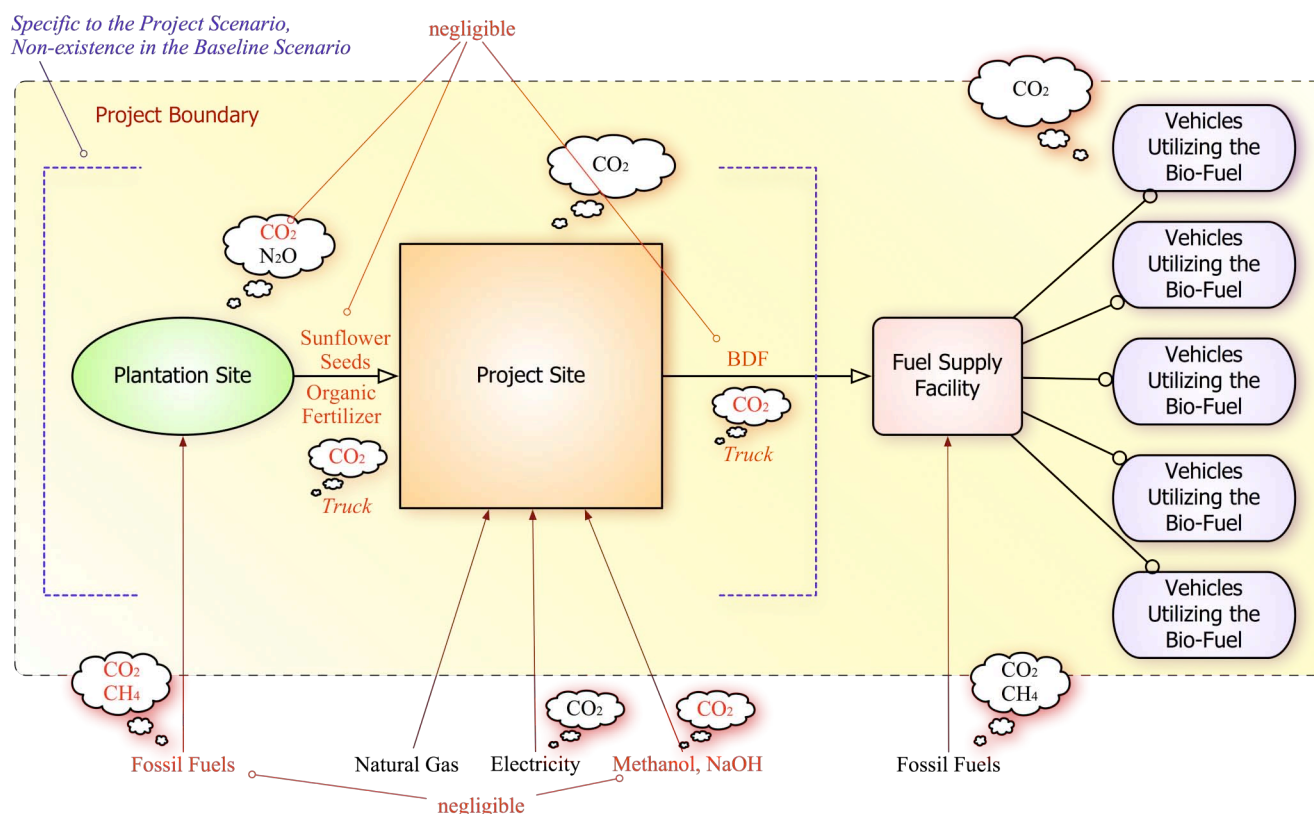 Specific to the Project Scenario,
Non-existence in the Baseline Scenario
negligible
Project Boundary
CO2
CO2
Vehicles
Utilizing the
Bio-Fuel
CO2
N2O
Vehicles
Utilizing the
Bio-Fuel
Plantation Site
Sunflower
Seeds
Organic
Fertilizer
CO2
Truck
Project Site
BDF
CO2
Truck
Fuel Supply
Facility
Vehicles
Utilizing the
Bio-Fuel
Vehicles
Utilizing the
Bio-Fuel
Vehicles
Utilizing the
Bio-Fuel
CO2
CH4
Fossil Fuels
Natural Gas
CO2
Electricity
CO2
Methanol, NaOH
CO2
CH4
Fossil Fuels
negligible